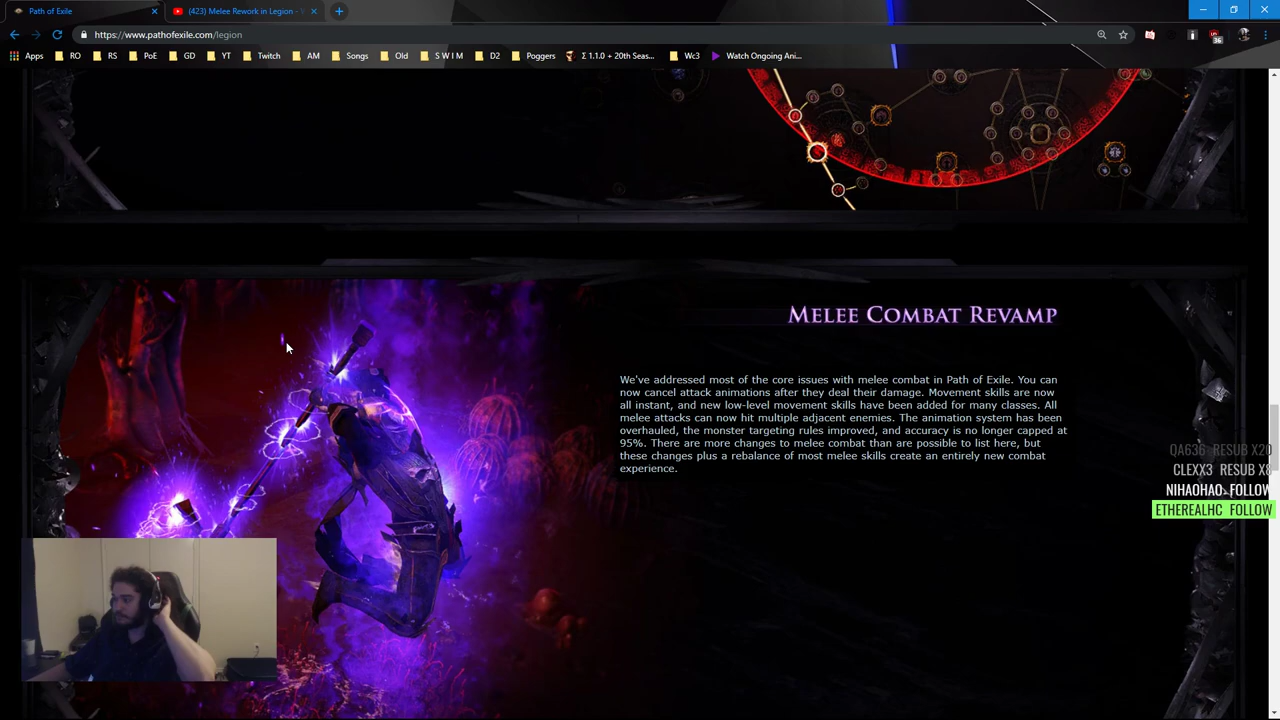 Path of Exile
(423) Melee Rework in Legion -
https://www.pathofexile.com/legion
Apps RO RS PoE GD YT Twitch AM Songs Old S W I M D2 Poggers Σ 1.1.0 + 20th Seas... Wc3 Watch Ongoing Ani...
36
MELEE COMBAT REVAMP
We've addressed most of the core issues with melee combat in Path of Exile. You can
now cancel attack animations after they deal their damage. Movement skills are now
all instant, and new low-level movement skills have been added for many classes. All
melee attacks can now hit multiple adjacent enemies. The animation system has been
overhauled, the monster targeting rules improved, and accuracy is no longer capped at
95%. There are more changes to melee combat than are possible to list here, but
these changes plus a rebalance of most melee skills create an entirely new combat
experience.
QA636 RESUB X20
CLEXX3 RESUB X8
NIHAOHAO FOLLOW
ETHEREALHC FOLLOW